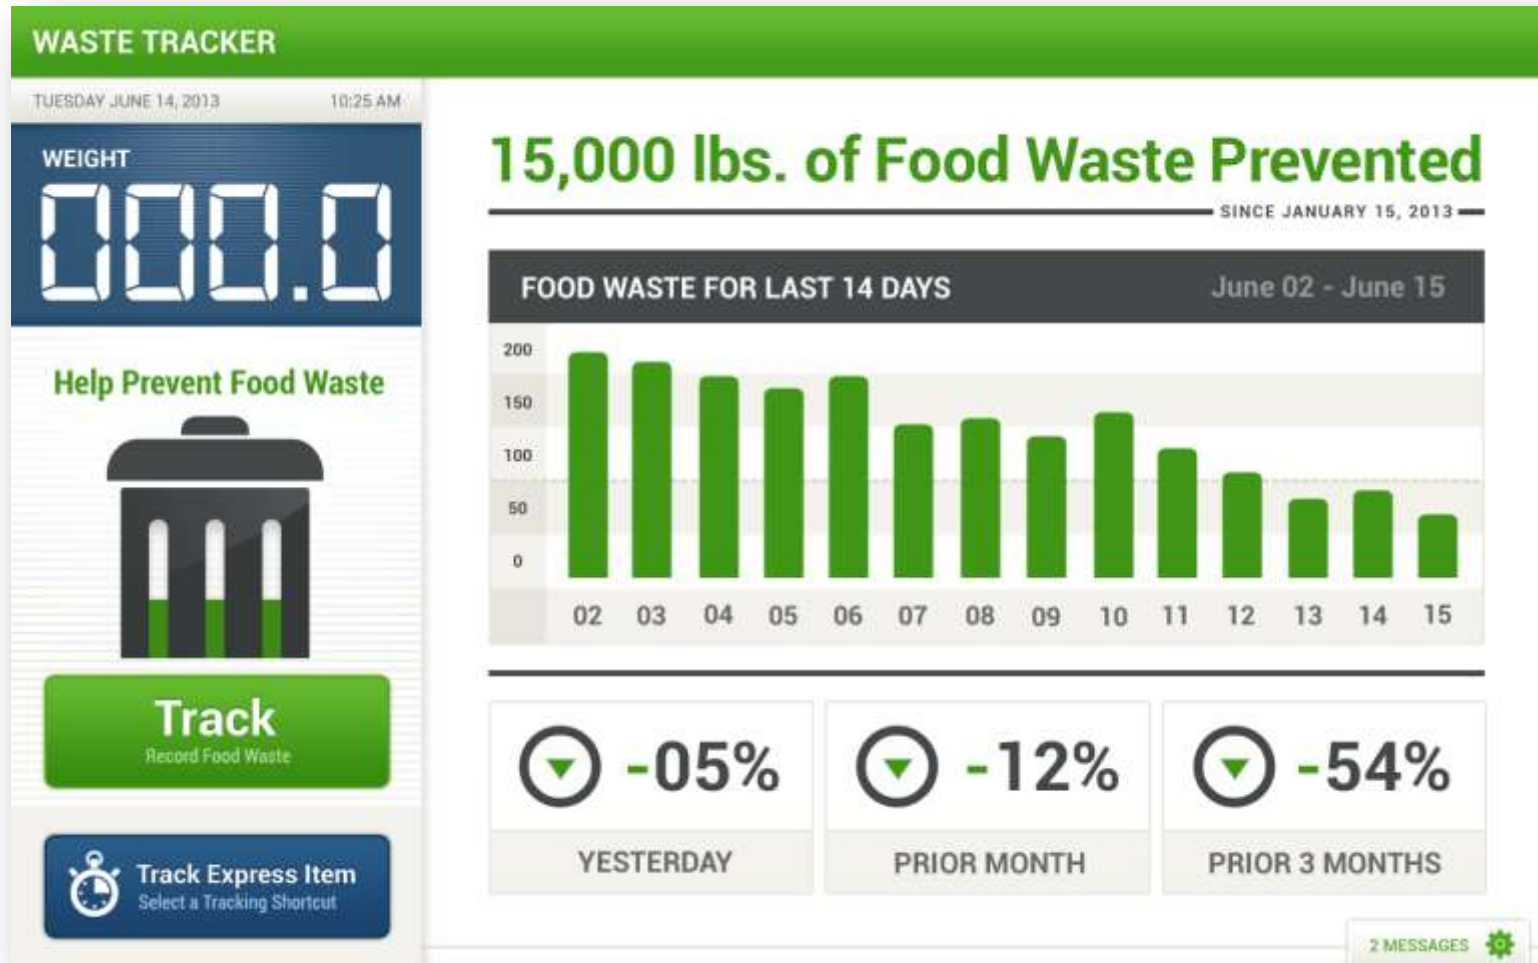 WASTE TRACKER
TUESDAY JUNE 14, 2013 10:25 AM
WEIGHT
000.0
Help Prevent Food Waste
Track
Record Food Waste
Track Express Item
Select a Tracking Shortcut
15,000 lbs. of Food Waste Prevented
SINCE JANUARY 15, 2013
FOOD WASTE FOR LAST 14 DAYS June 02 - June 15
200
150
100
50
0
02 03 04 05 06 07 08 09 10 11 12 13 14 15
-05% -12% -54%
YESTERDAY PRIOR MONTH PRIOR 3 MONTHS
2 MESSAGES